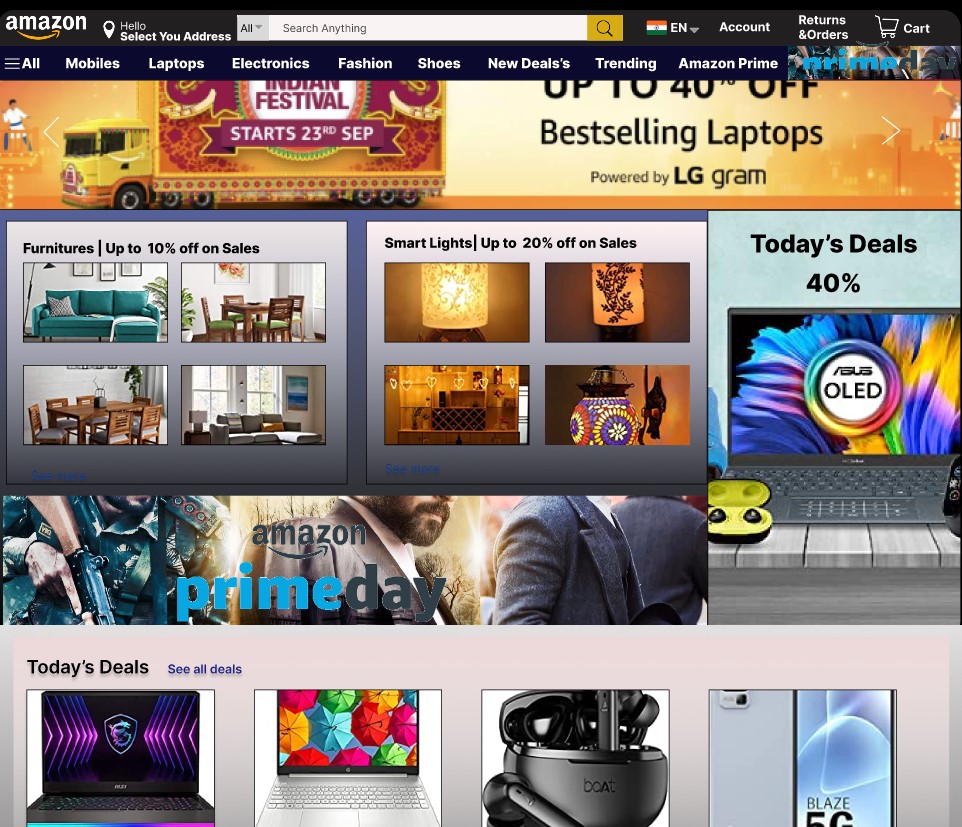 amazon
Hello
Select You Address
All
Search Anything
EN
Account
Returns
&Orders
Cart
All
Mobiles
Laptops
Electronics
Fashion
Shoes
New Deals's
Trending
Amazon Prime
primeday
INDIAN
FESTIVAL
STARTS 23RD SEP
UP TO 40% OFF
Bestselling Laptops
Powered by LG gram
Furnitures | Up to 10% off on Sales
See more
Smart Lights| Up to 20% off on Sales
See more
Today's Deals
40%
ASUS
OLED
amazon
primeday
Today's Deals
See all deals
msi
hp
boAt
BLAZE
5G